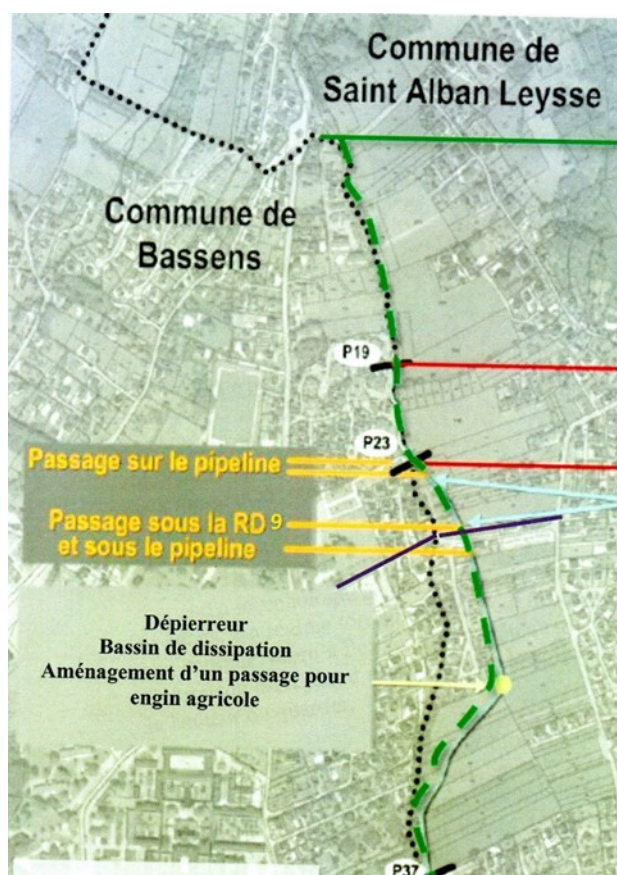 Commune de
Saint Alban Leysse
Commune de
Bassens
P19
P23
Passage sur le pipeline
Passage sous la RD 9
et sous le pipeline
Dépierreur
Bassin de dissipation
Aménagement d'un passage pour
engin agricole
P37